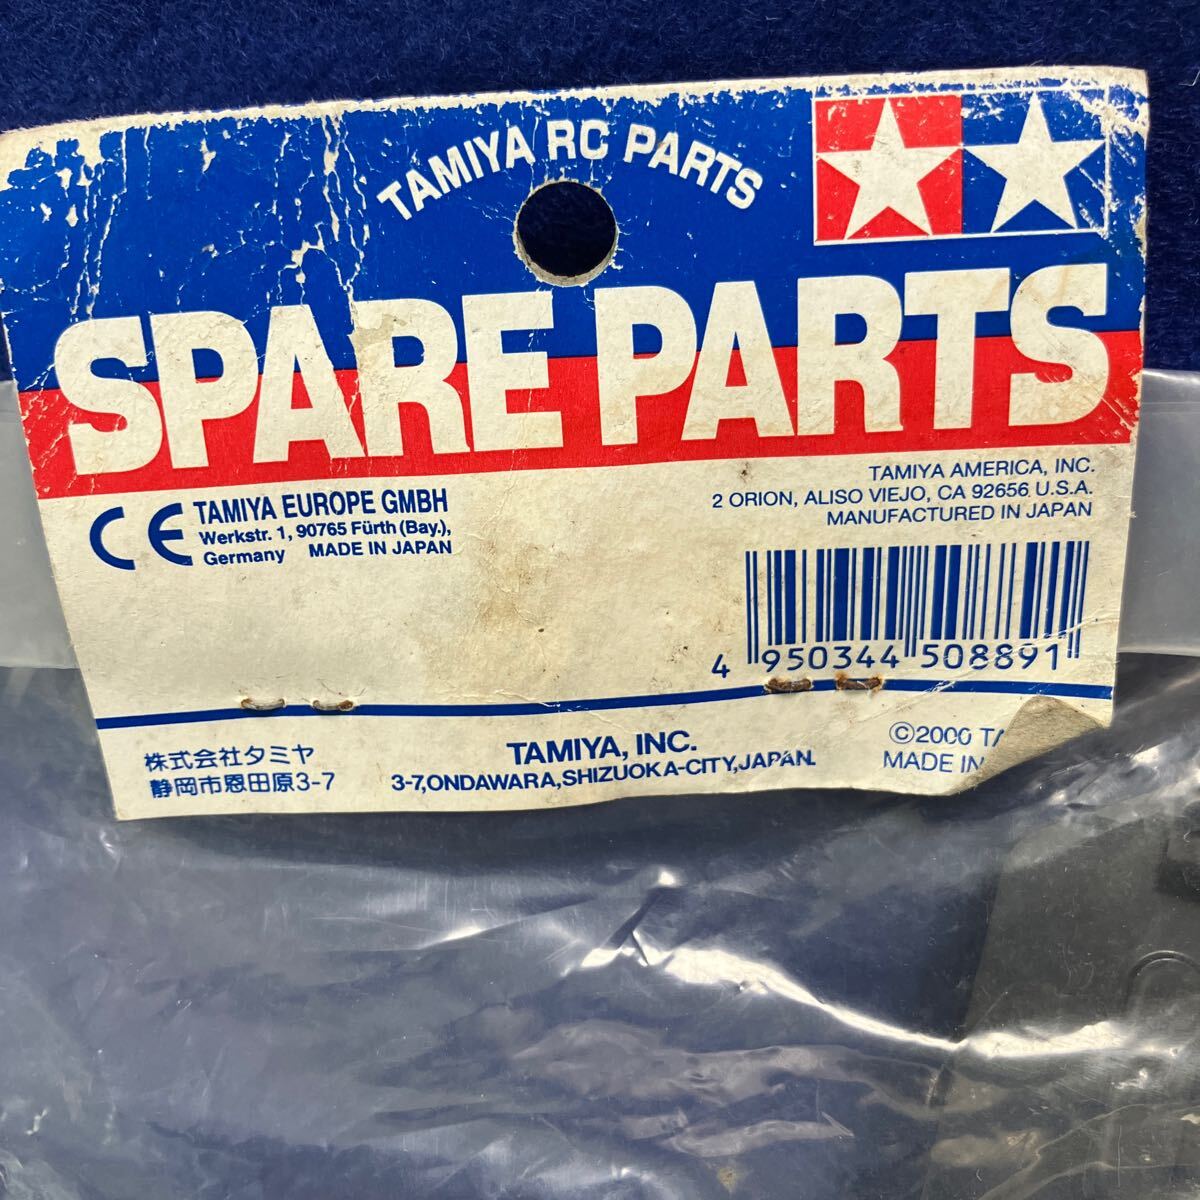 TAMIYA RC PARTS
SPARE PARTS
CE
TAMIYA EUROPE GMBH
Werkstr. 1, 90765 Fürth (Bay.),
Germany MADE IN JAPAN
TAMIYA AMERICA, INC.
2 ORION, ALISO VIEJO, CA 92656 U.S.A.
MANUFACTURED IN JAPAN
4 950344 508891
株式会社タミヤ
静岡市恩田原3-7
TAMIYA, INC.
3-7,ONDAWARA,SHIZUOKA-CITY,JAPAN.
©2000 TA
MADE IN